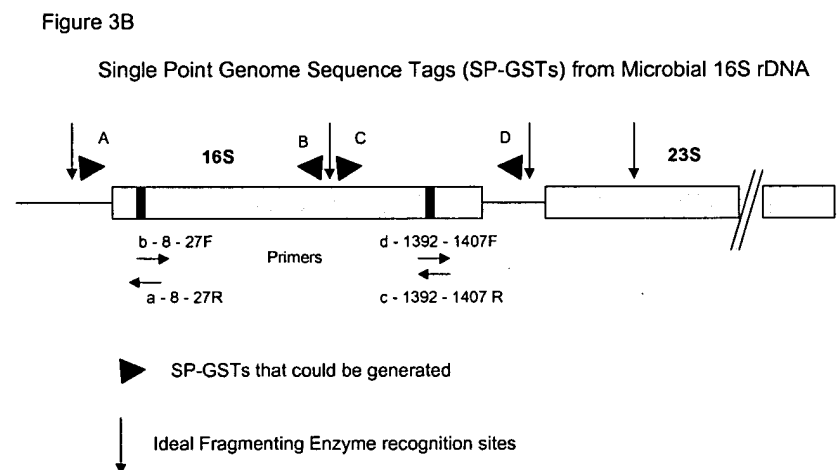 Figure 3B
Single Point Genome Sequence Tags (SP-GSTs) from Microbial 16S rDNA
A
16S
B
C
D
23S
b - 8 - 27F
Primers
d - 1392 - 1407F
a - 8 - 27R
c - 1392 - 1407 R
SP-GSTs that could be generated
Ideal Fragmenting Enzyme recognition sites